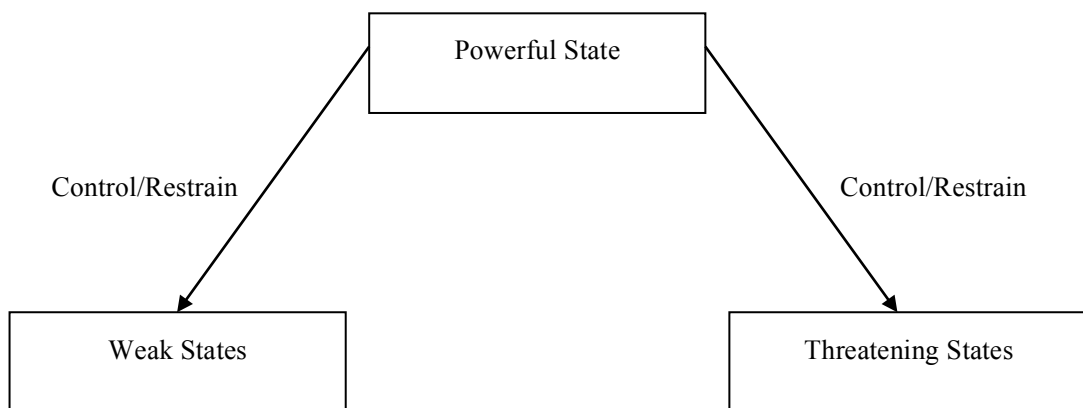 Powerful State
Control/Restrain
Control/Restrain
Weak States
Threatening States